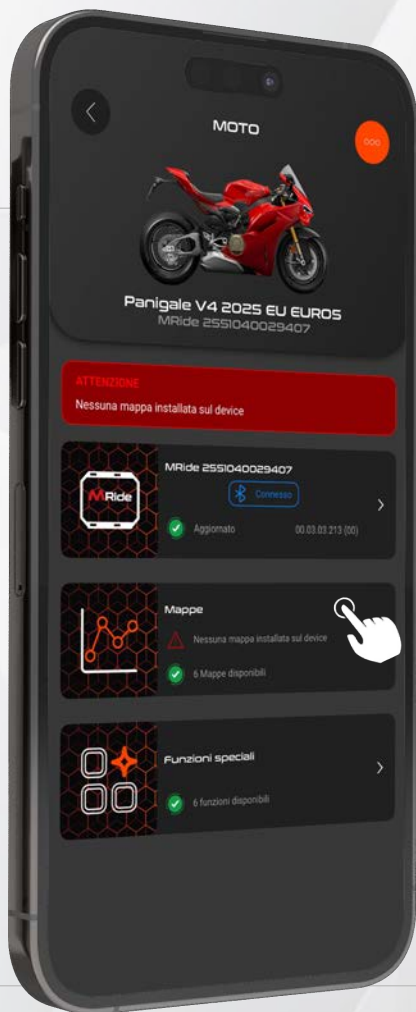 MOTO
Panigale V4 2025 EU EURO5
MRide 2551040029407
ATTENZIONE
Nessuna mappa installata sul device
MRide
MRide 2551040029407
Connesso
Aggiornato 00.03.03.213 (00)
Mappe
Nessuna mappa installata sul device
6 Mappe disponibili
Funzioni speciali
6 funzioni disponibili